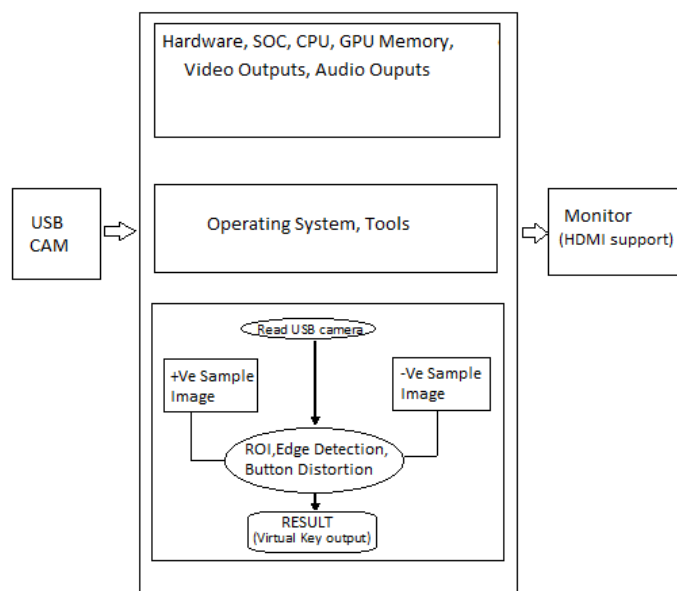 Hardware, SOC, CPU, GPU Memory,
Video Outputs, Audio Ouputs
USB
CAM
Operating System, Tools
Monitor
(HDMI support)
Read USB camera
+Ve Sample
Image
-Ve Sample
Image
ROI,Edge Detection,
Button Distortion
RESULT
(Virtual Key output)